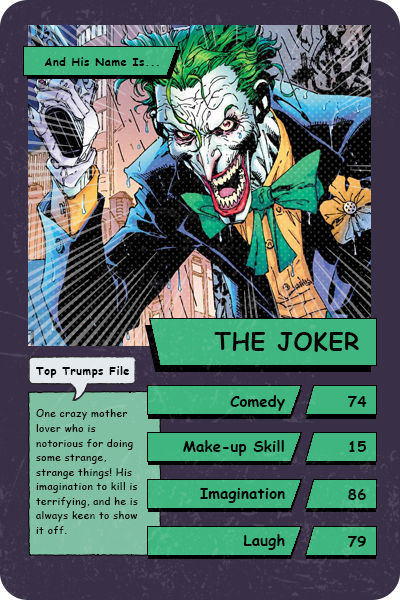 And His Name Is...
THE JOKER
Top Trumps File
One crazy mother
lover who is
notorious for doing
some strange,
strange things! His
imagination to kill is
terrifying, and he is
always keen to show
it off.
Comedy 74
Make-up Skill 15
Imagination 86
Laugh 79